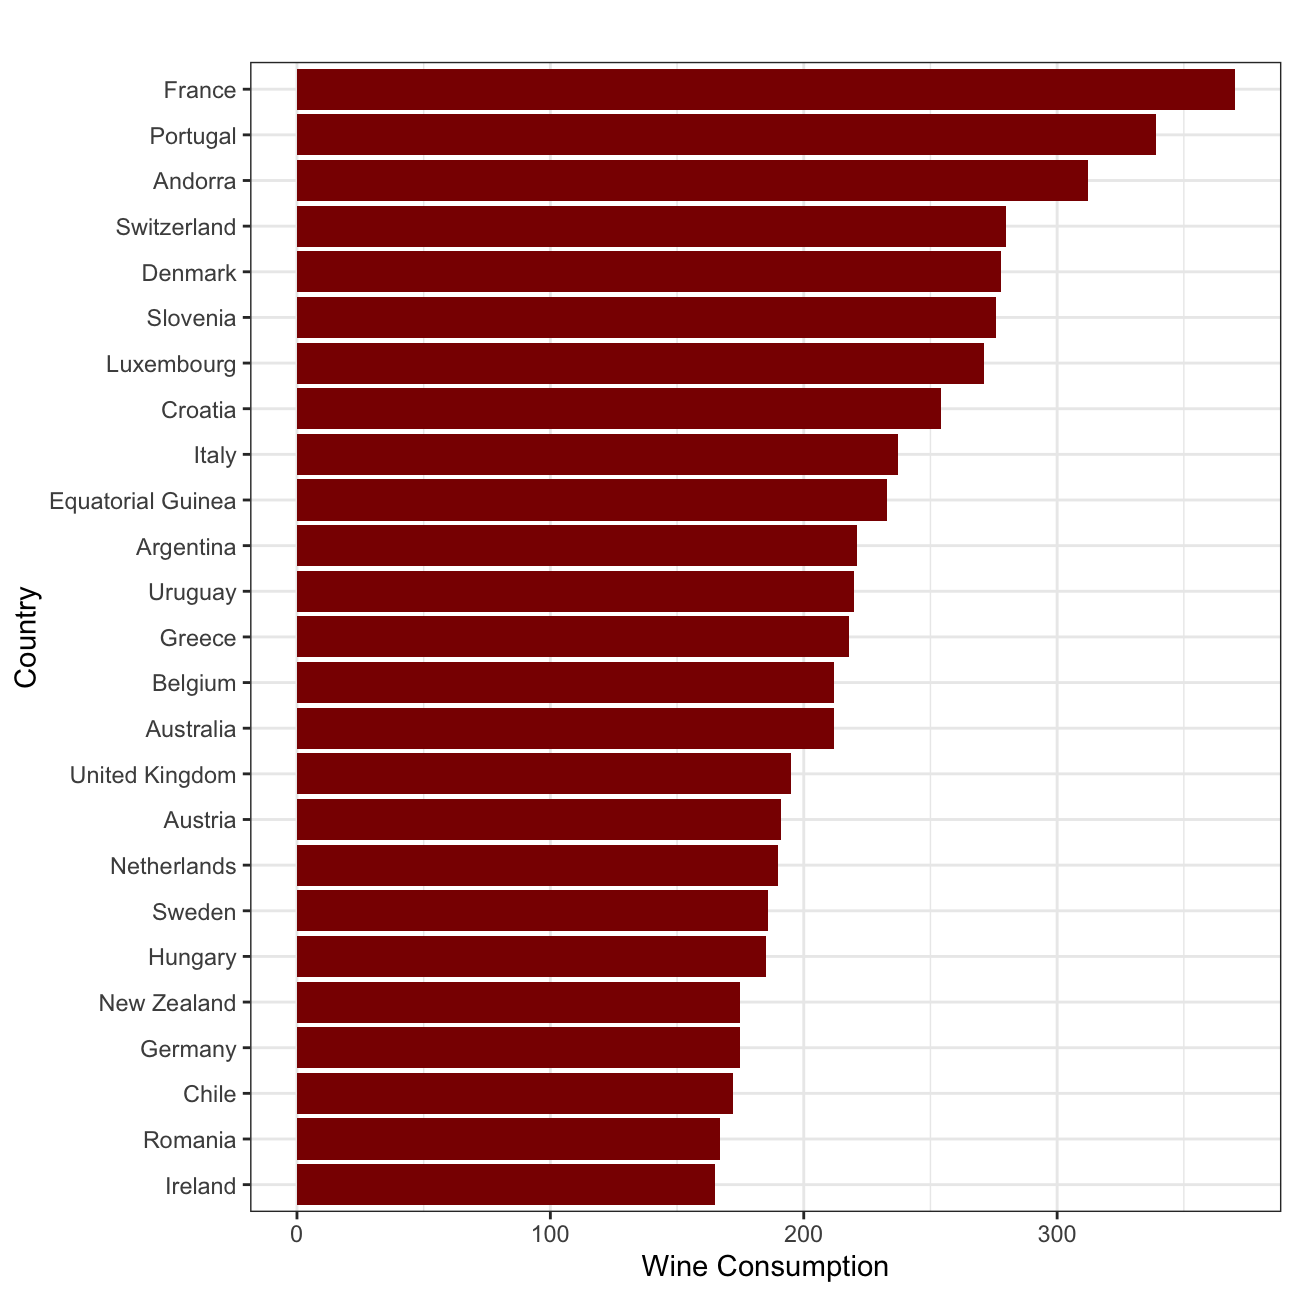 France
Portugal
Andorra
Switzerland
Denmark
Slovenia
Luxembourg
Croatia
Italy
Equatorial Guinea
Argentina
Uruguay
Greece
Belgium
Australia
United Kingdom
Austria
Netherlands
Sweden
Hungary
New Zealand
Germany
Chile
Romania
Ireland
Country
0 100 200 300
Wine Consumption